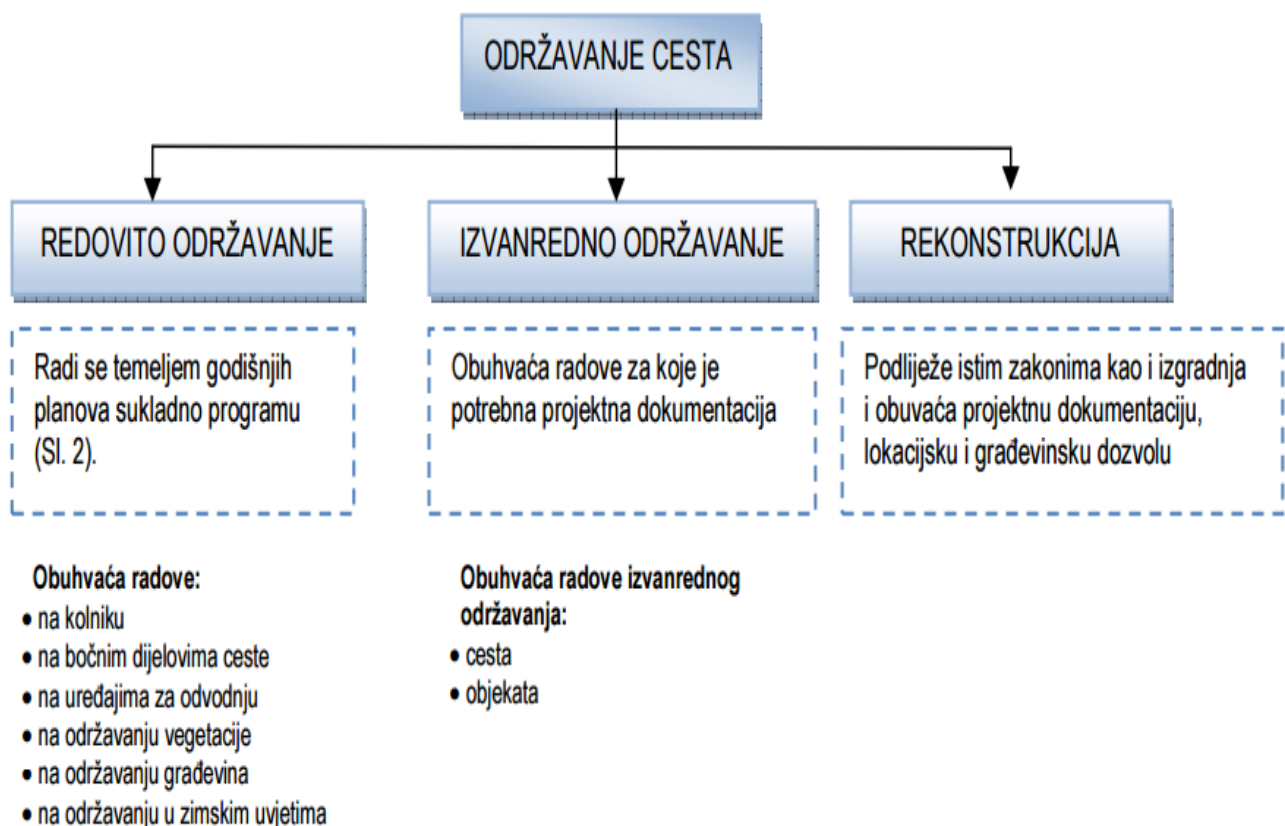 ODRŽAVANJE CESTA
REDOVITO ODRŽAVANJE
IZVANREDNO ODRŽAVANJE
REKONSTRUKCIJA
Radi se temeljem godišnjih
planova sukladno programu
(Sl. 2).
Obuhvaća radove za koje je
potrebna projektna dokumentacija
Podliježe istim zakonima kao i izgradnja
i obuvaća projektnu dokumentaciju,
lokacijsku i građevinsku dozvolu
Obuhvaća radove:
• na kolniku
• na bočnim dijelovima ceste
• na uređajima za odvodnju
• na održavanju vegetacije
• na održavanju građevina
• na održavanju u zimskim uvjetima
Obuhvaća radove izvanrednog
održavanja:
• cesta
• objekata